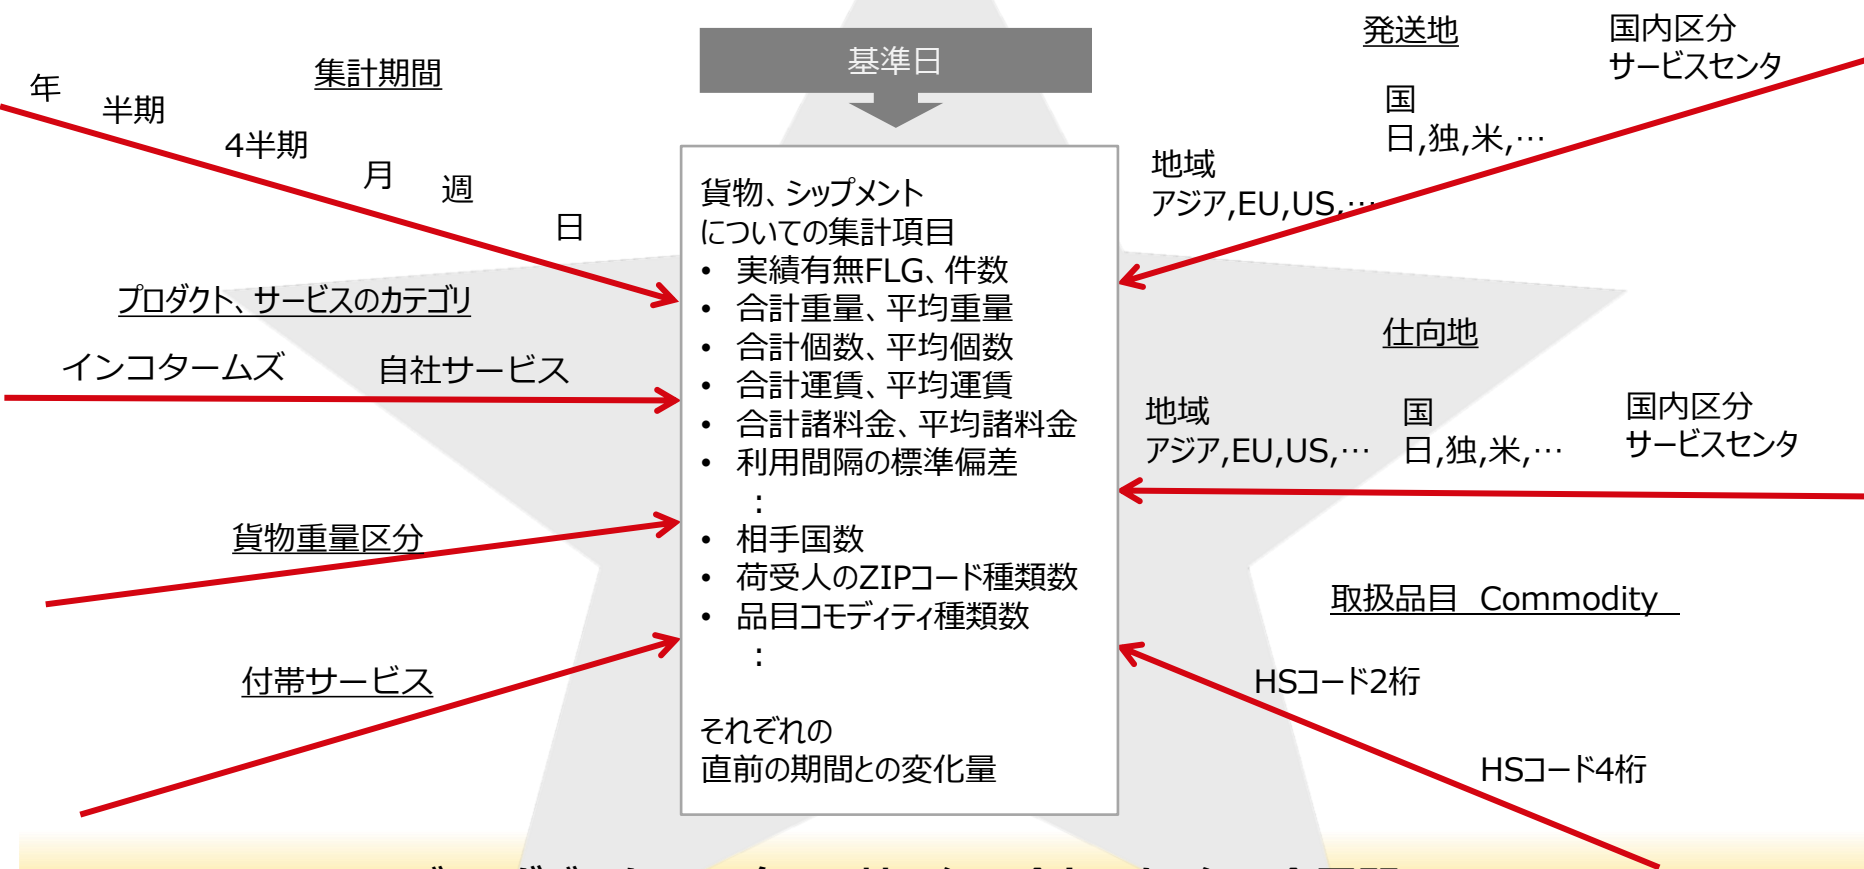 基準日
集計期間
年
半期
4半期
月
週
日
プロダクト、サービスのカテゴリ
インコタームズ
自社サービス
貨物重量区分
付帯サービス
貨物、シップメント
についての集計項目
• 実績有無FLG、件数
• 合計重量、平均重量
• 合計個数、平均個数
• 合計運賃、平均運賃
• 合計諸料金、平均諸料金
• 利用間隔の標準偏差
:
• 相手国数
• 荷受人のZIPコード種類数
• 品目コモディティ種類数
:
それぞれの
直前の期間との変化量
発送地
国内区分
サービスセンタ
国
日,独,米,…
地域
アジア,EU,US,…
仕向地
地域
アジア,EU,US,…
国
日,独,米,…
国内区分
サービスセンタ
取扱品目 Commodity
HSコード2桁
HSコード4桁